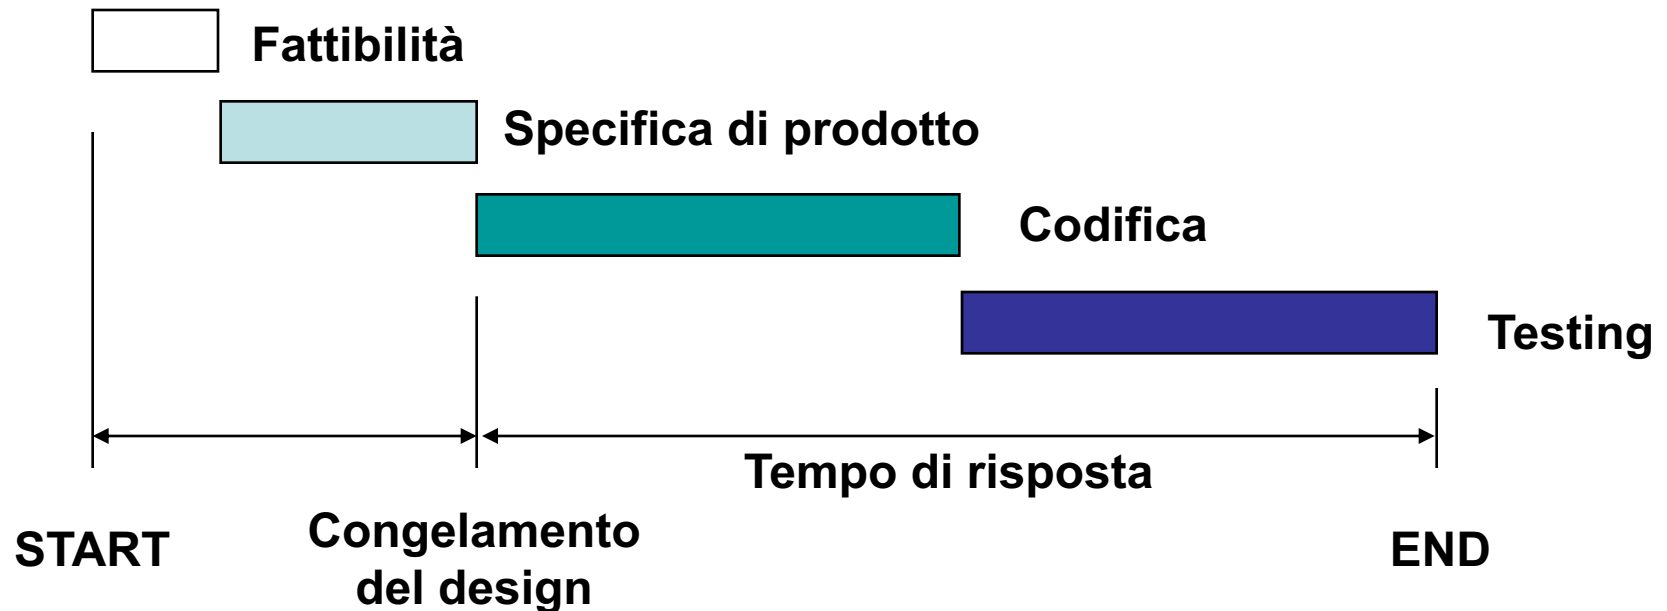 Fattibilità
Specifica di prodotto
Codifica
Testing
Tempo di risposta
START
Congelamento
del design
END